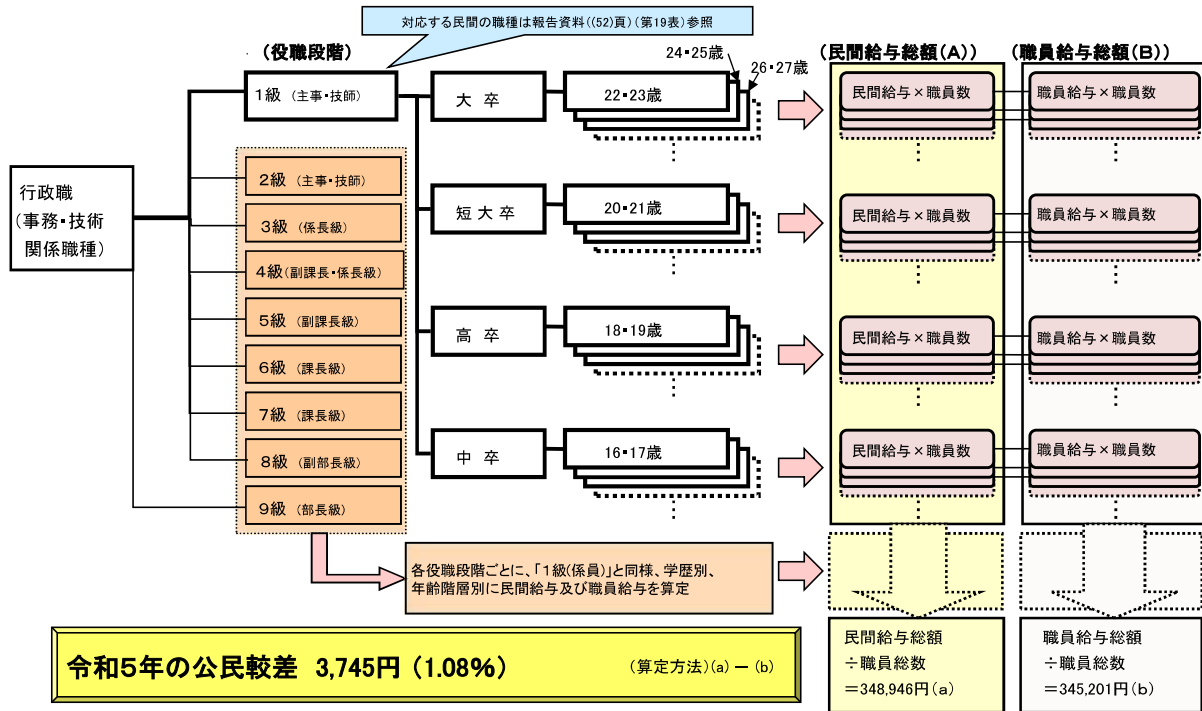 対応する民間の職種は報告資料((52)頁)(第19表)参照
(役職段階)
24・25歳
26・27歳
(民間給与総額(A))
(職員給与総額(B))
行政職
(事務・技術
関係職種)
1級 (主事・技師)
2級 (主事・技師)
3級 (係長級)
4級(副課長・係長級)
5級 (副課長級)
6級 (課長級)
7級 (課長級)
8級 (副部長級)
9級 (部長級)
大 卒
22・23歳
民間給与×職員数
職員給与×職員数
短 大 卒
20・21歳
民間給与×職員数
職員給与×職員数
高 卒
18・19歳
民間給与×職員数
職員給与×職員数
中 卒
16・17歳
民間給与×職員数
職員給与×職員数
各役職段階ごとに、「1級(係員)」と同様、学歴別、
年齢階層別に民間給与及び職員給与を算定
民間給与総額
÷職員総数
=348,946円(a)
職員給与総額
÷職員総数
=345,201円(b)
令和5年の公民較差 3,745円 (1.08%)
(算定方法)(a) - (b)